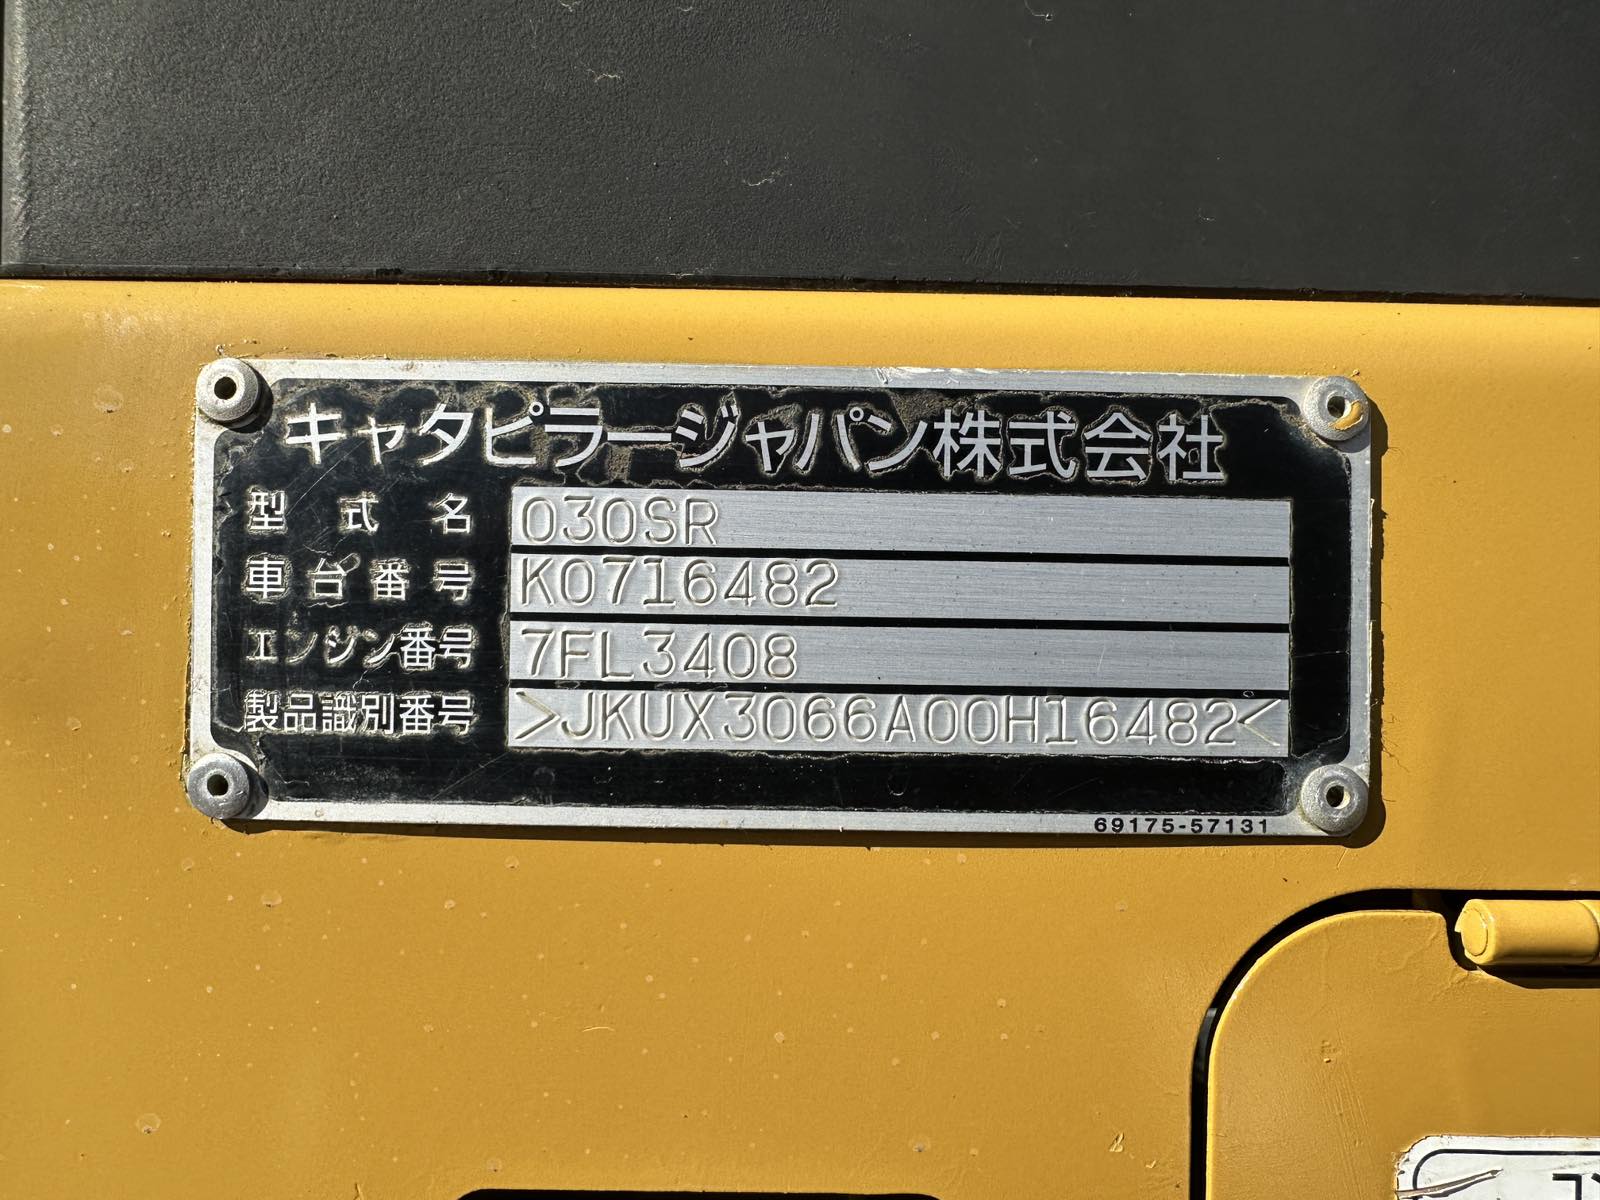 キャタピラージャパン株式会社
型式名 030SR
車台番号 K0716482
エンジン番号 7FL3408
製品識別番号 >JKUX3066A00H16482<
69175-57131